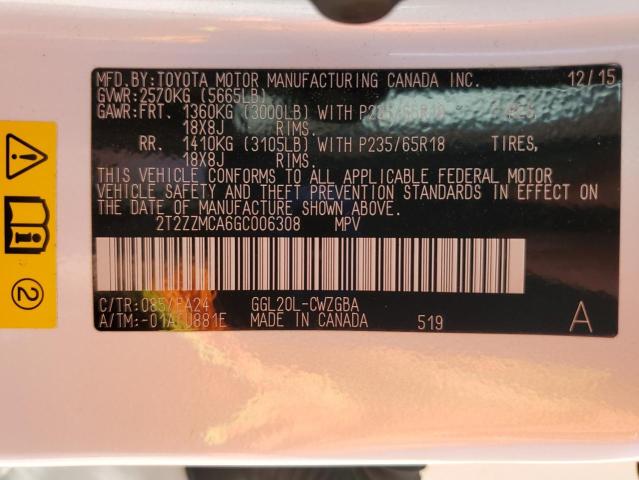 MFD.BY:TOYOTA MOTOR MANUFACTURING CANADA INC. 12/15
GVWR:2570KG (5665LB)
GAWR:FRT. 1360KG (3000LB) WITH P235/65R18 TIRES,
18X8J RIMS.
RR. 1410KG (3105LB) WITH P235/65R18 TIRES,
18X8J RIMS.
THIS VEHICLE CONFORMS TO ALL APPLICABLE FEDERAL MOTOR
VEHICLE SAFETY AND THEFT PREVENTION STANDARDS IN EFFECT ON
THE DATE OF MANUFACTURE SHOWN ABOVE.
2T2ZZMCA6GC006308 MPV
C/TR:085/FA24 GGL20L-CWZGBA
A/TM:-01A/ MADE IN CANADA 519 A
2